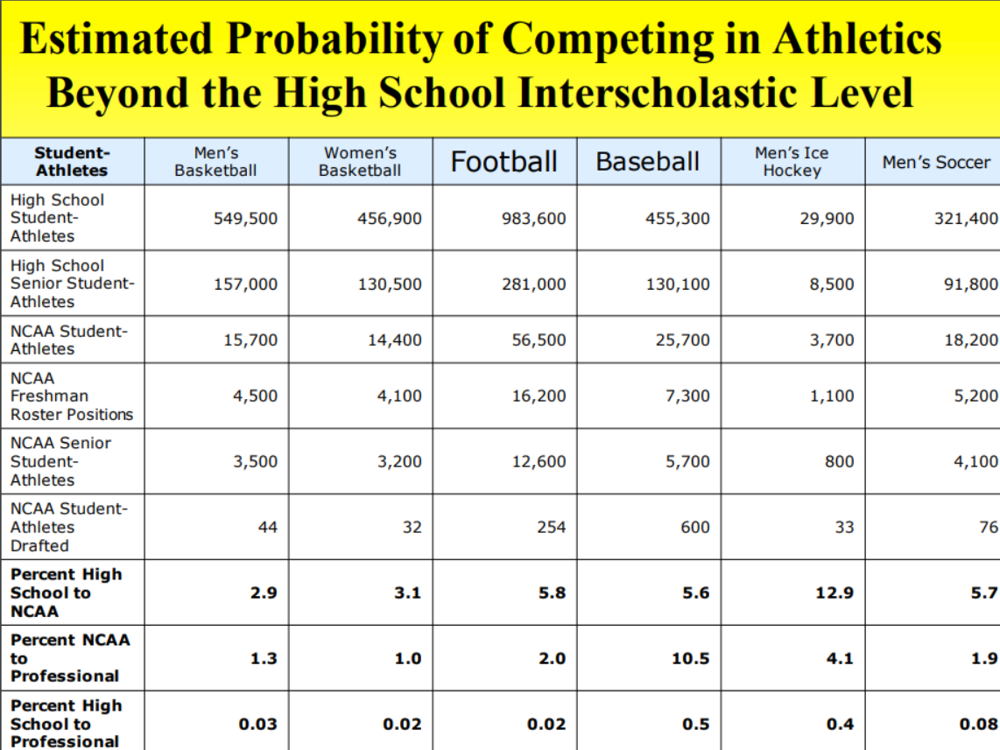 Estimated Probability of Competing in Athletics
Beyond the High School Interscholastic Level
Student-
Athletes
Men's
Basketball
Women's
Basketball
Football
Baseball
Men's Ice
Hockey
Men's Soccer
High School
Student-
Athletes
549,500
456,900
983,600
455,300
29,900
321,400
High School
Senior Student-
Athletes
157,000
130,500
281,000
130,100
8,500
91,800
NCAA Student-
Athletes
15,700
14,400
56,500
25,700
3,700
18,200
NCAA
Freshman
Roster Positions
4,500
4,100
16,200
7,300
1,100
5,200
NCAA Senior
Student-
Athletes
3,500
3,200
12,600
5,700
800
4,100
NCAA Student-
Athletes
Drafted
44
32
254
600
33
76
Percent High
School to
NCAA
2.9
3.1
5.8
5.6
12.9
5.7
Percent NCAA
to
Professional
1.3
1.0
2.0
10.5
4.1
1.9
Percent High
School to
Professional
0.03
0.02
0.02
0.5
0.4
0.08